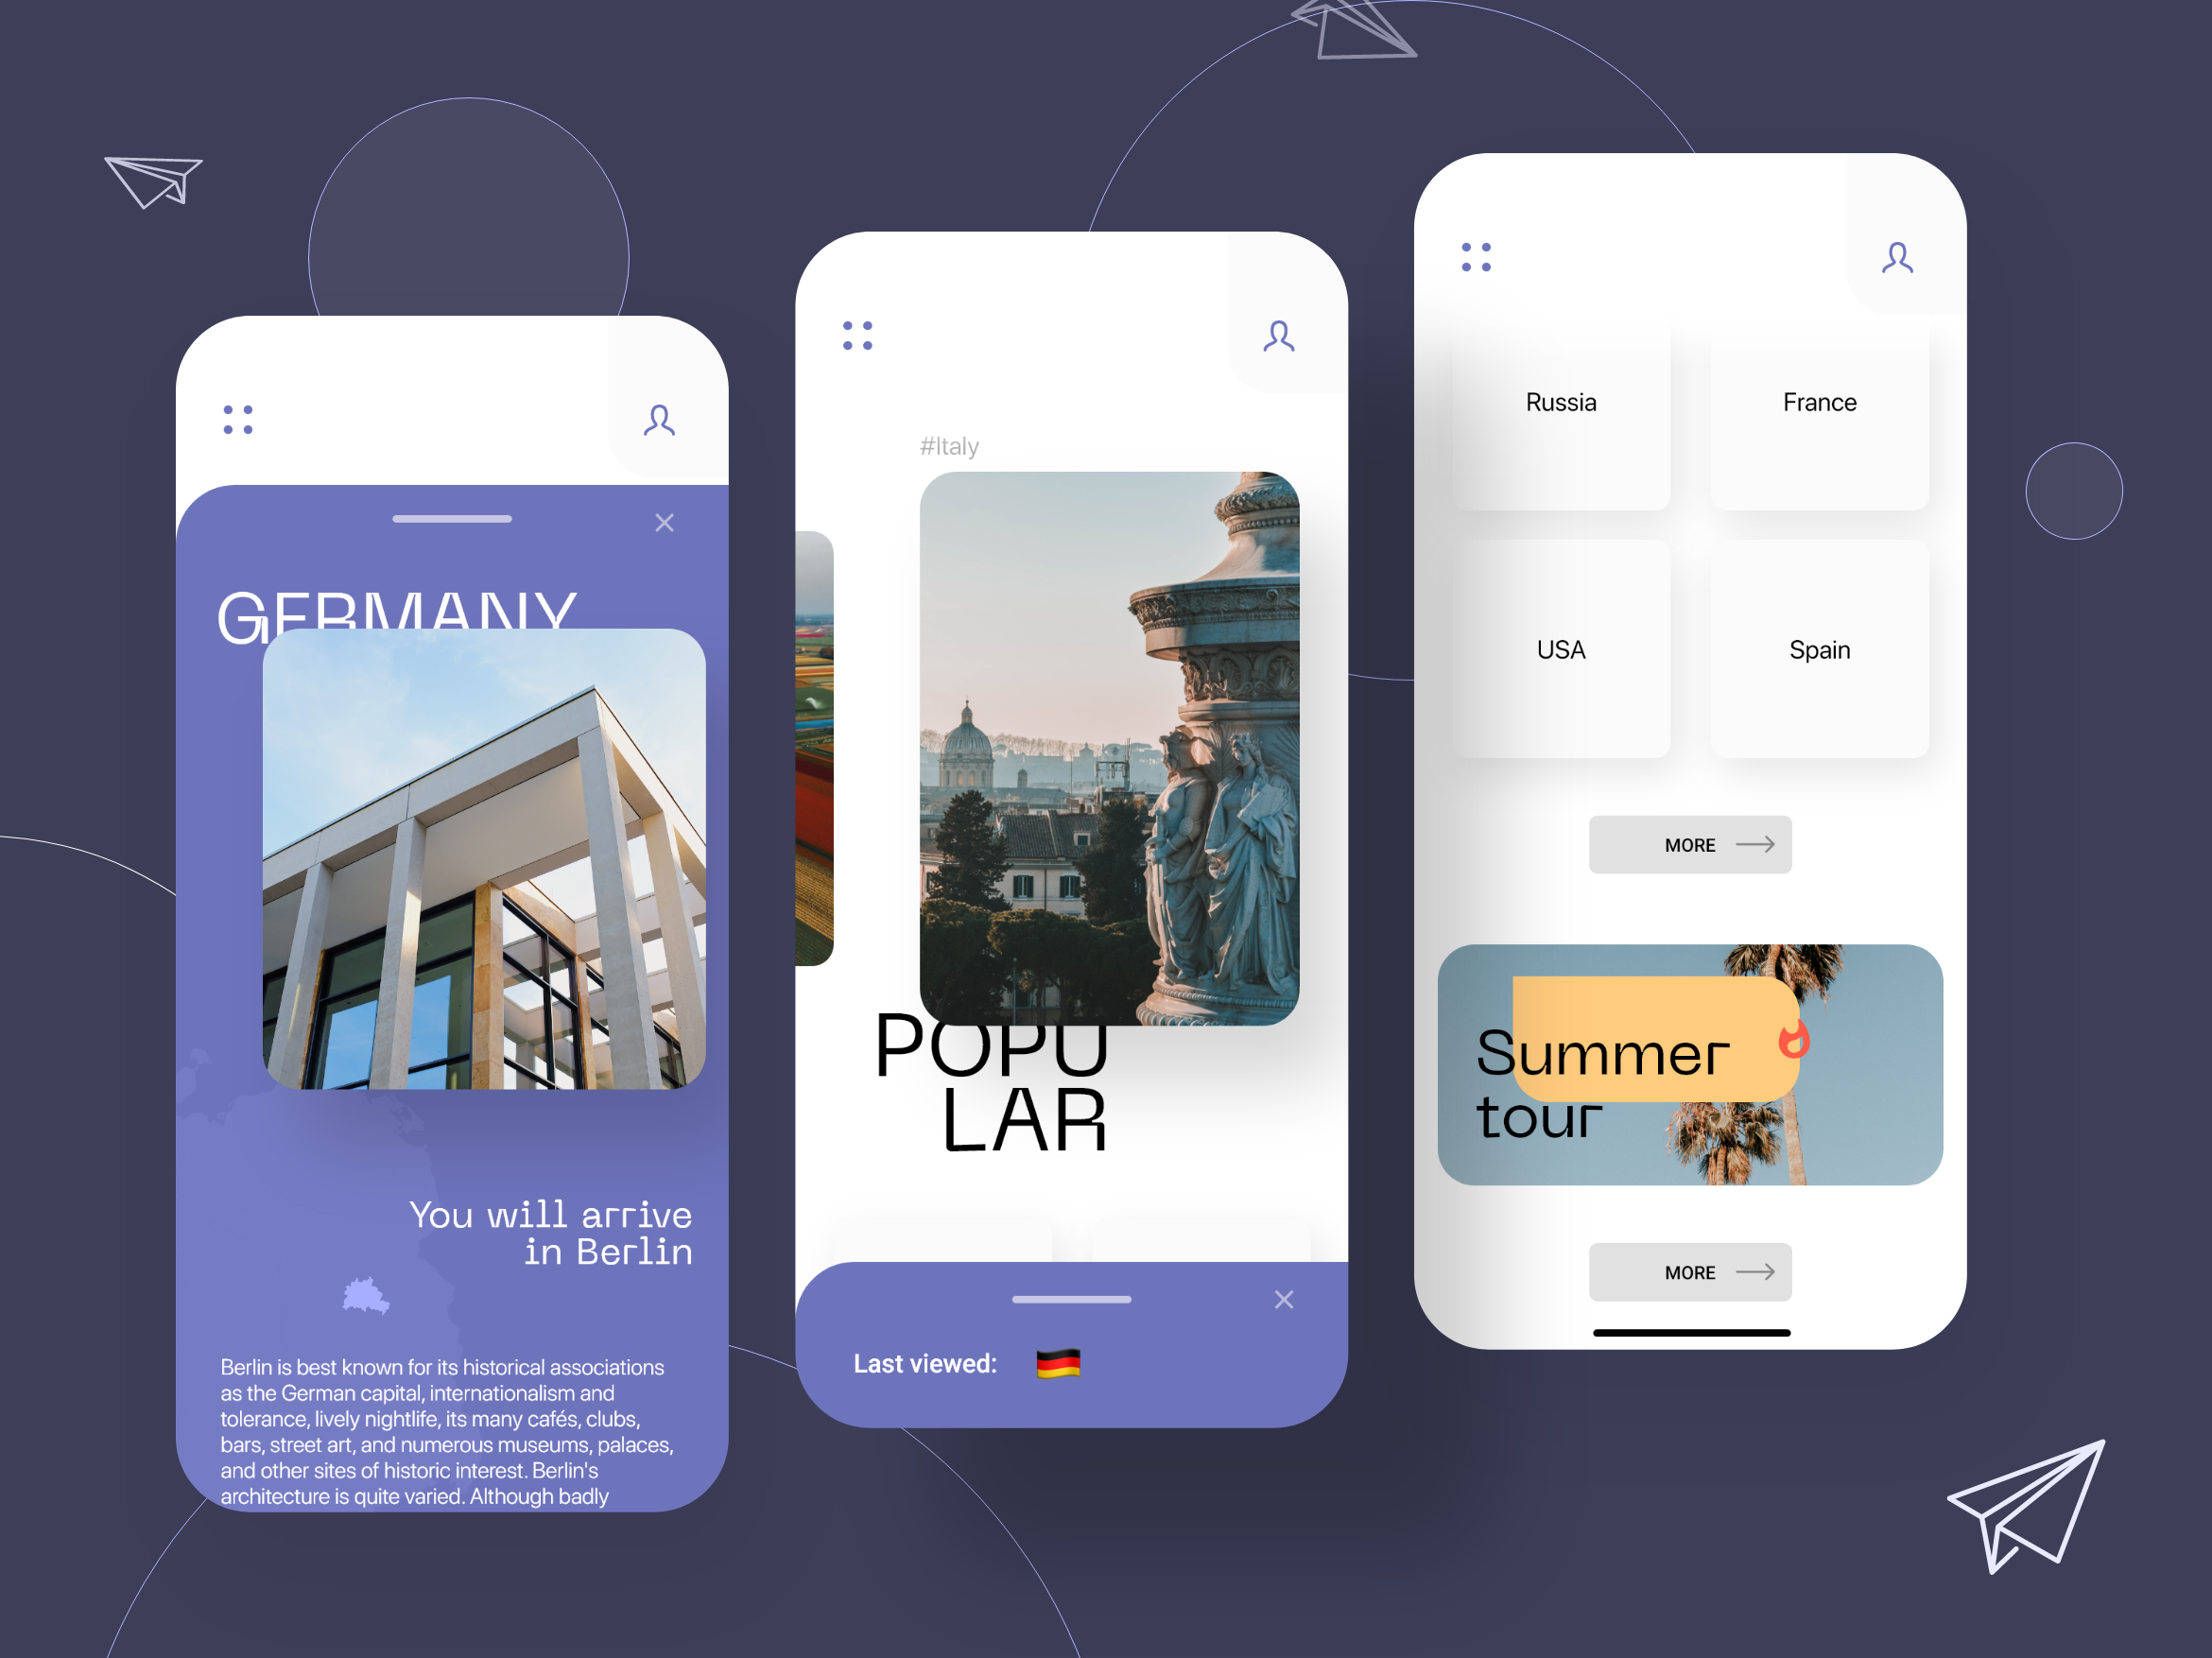 GERMANY
You will arrive
in Berlin
Berlin is best known for its historical associations
as the German capital, internationalism and
tolerance, lively nightlife, its many cafés, clubs,
bars, street art, and numerous museums, palaces,
and other sites of historic interest. Berlin's
architecture is quite varied. Although badly
#Italy
POPU
LAR
Last viewed:
Russia
France
USA
Spain
MORE
Summer
tour
MORE